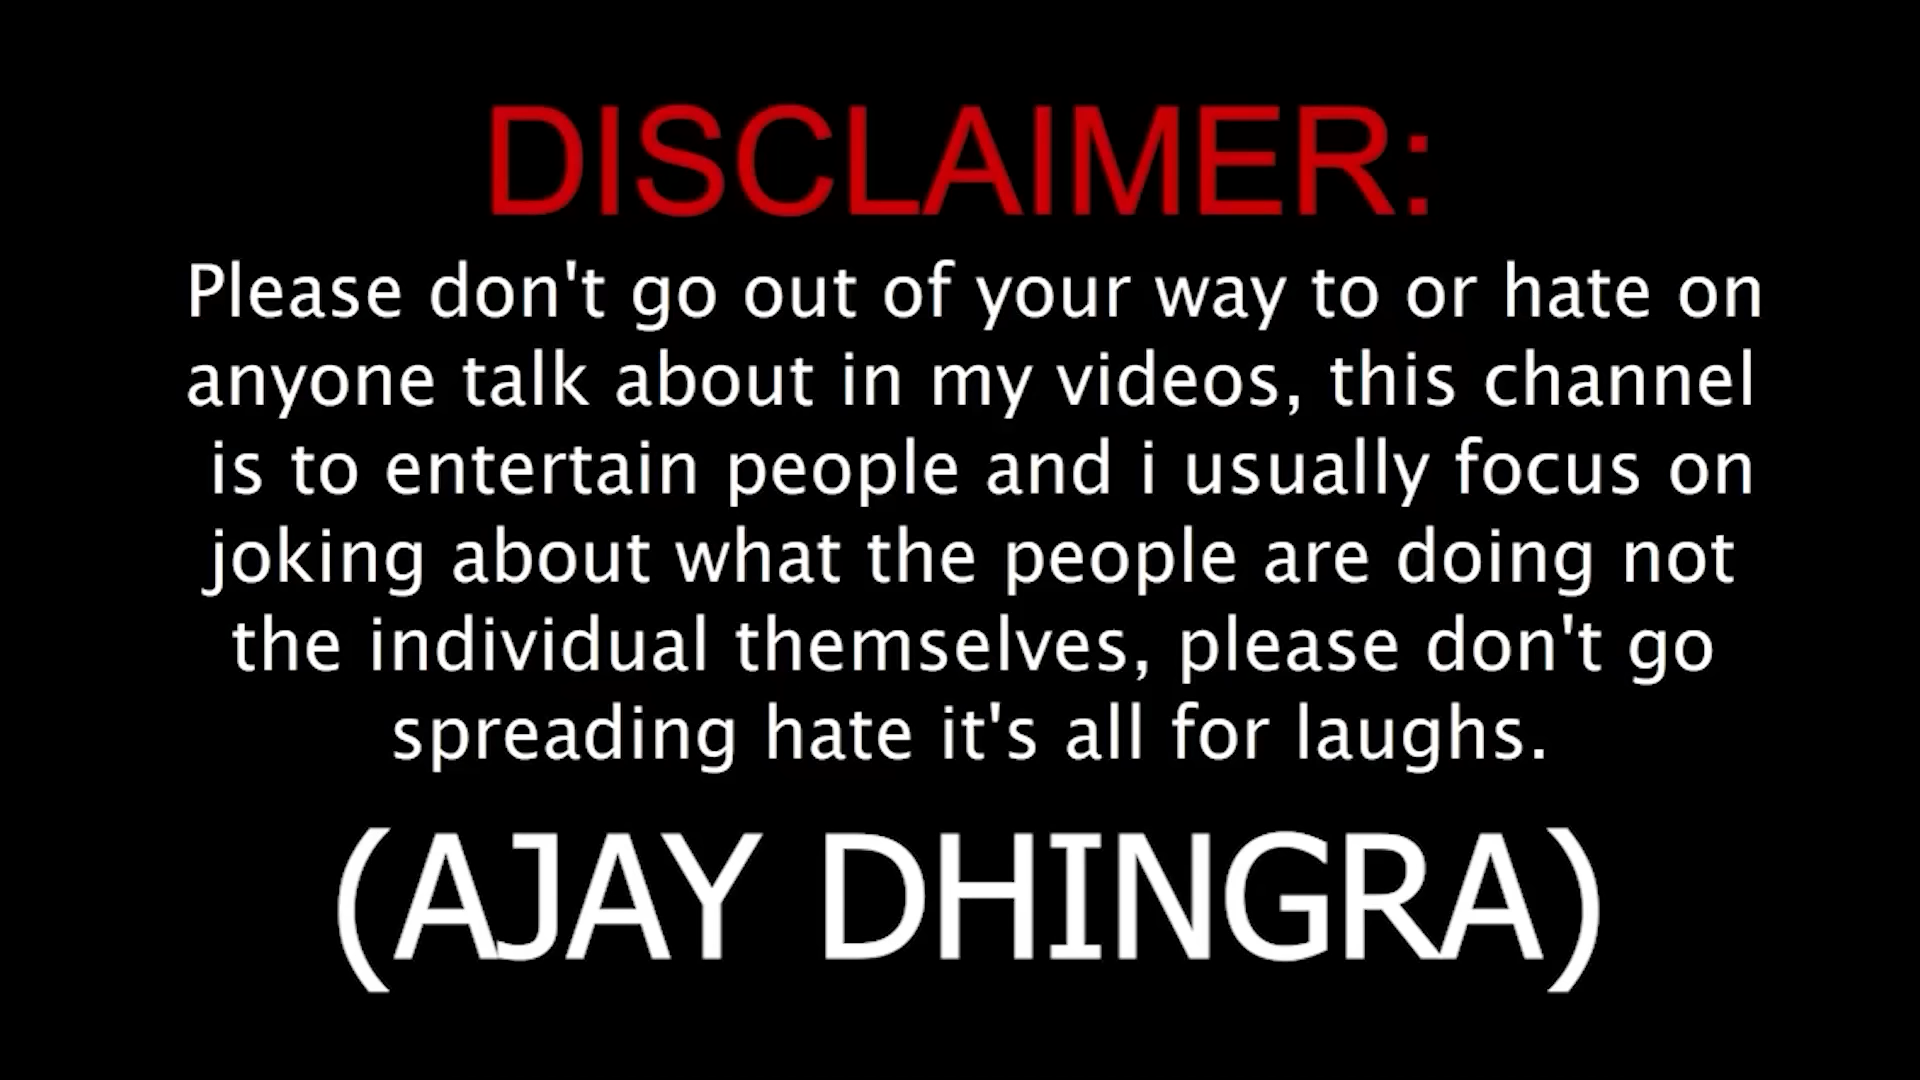 DISCLAIMER:
Please don't go out of your way to or hate on
anyone talk about in my videos, this channel
is to entertain people and i usually focus on
joking about what the people are doing not
the individual themselves, please don't go
spreading hate it's all for laughs.
(AJAY DHINGRA)